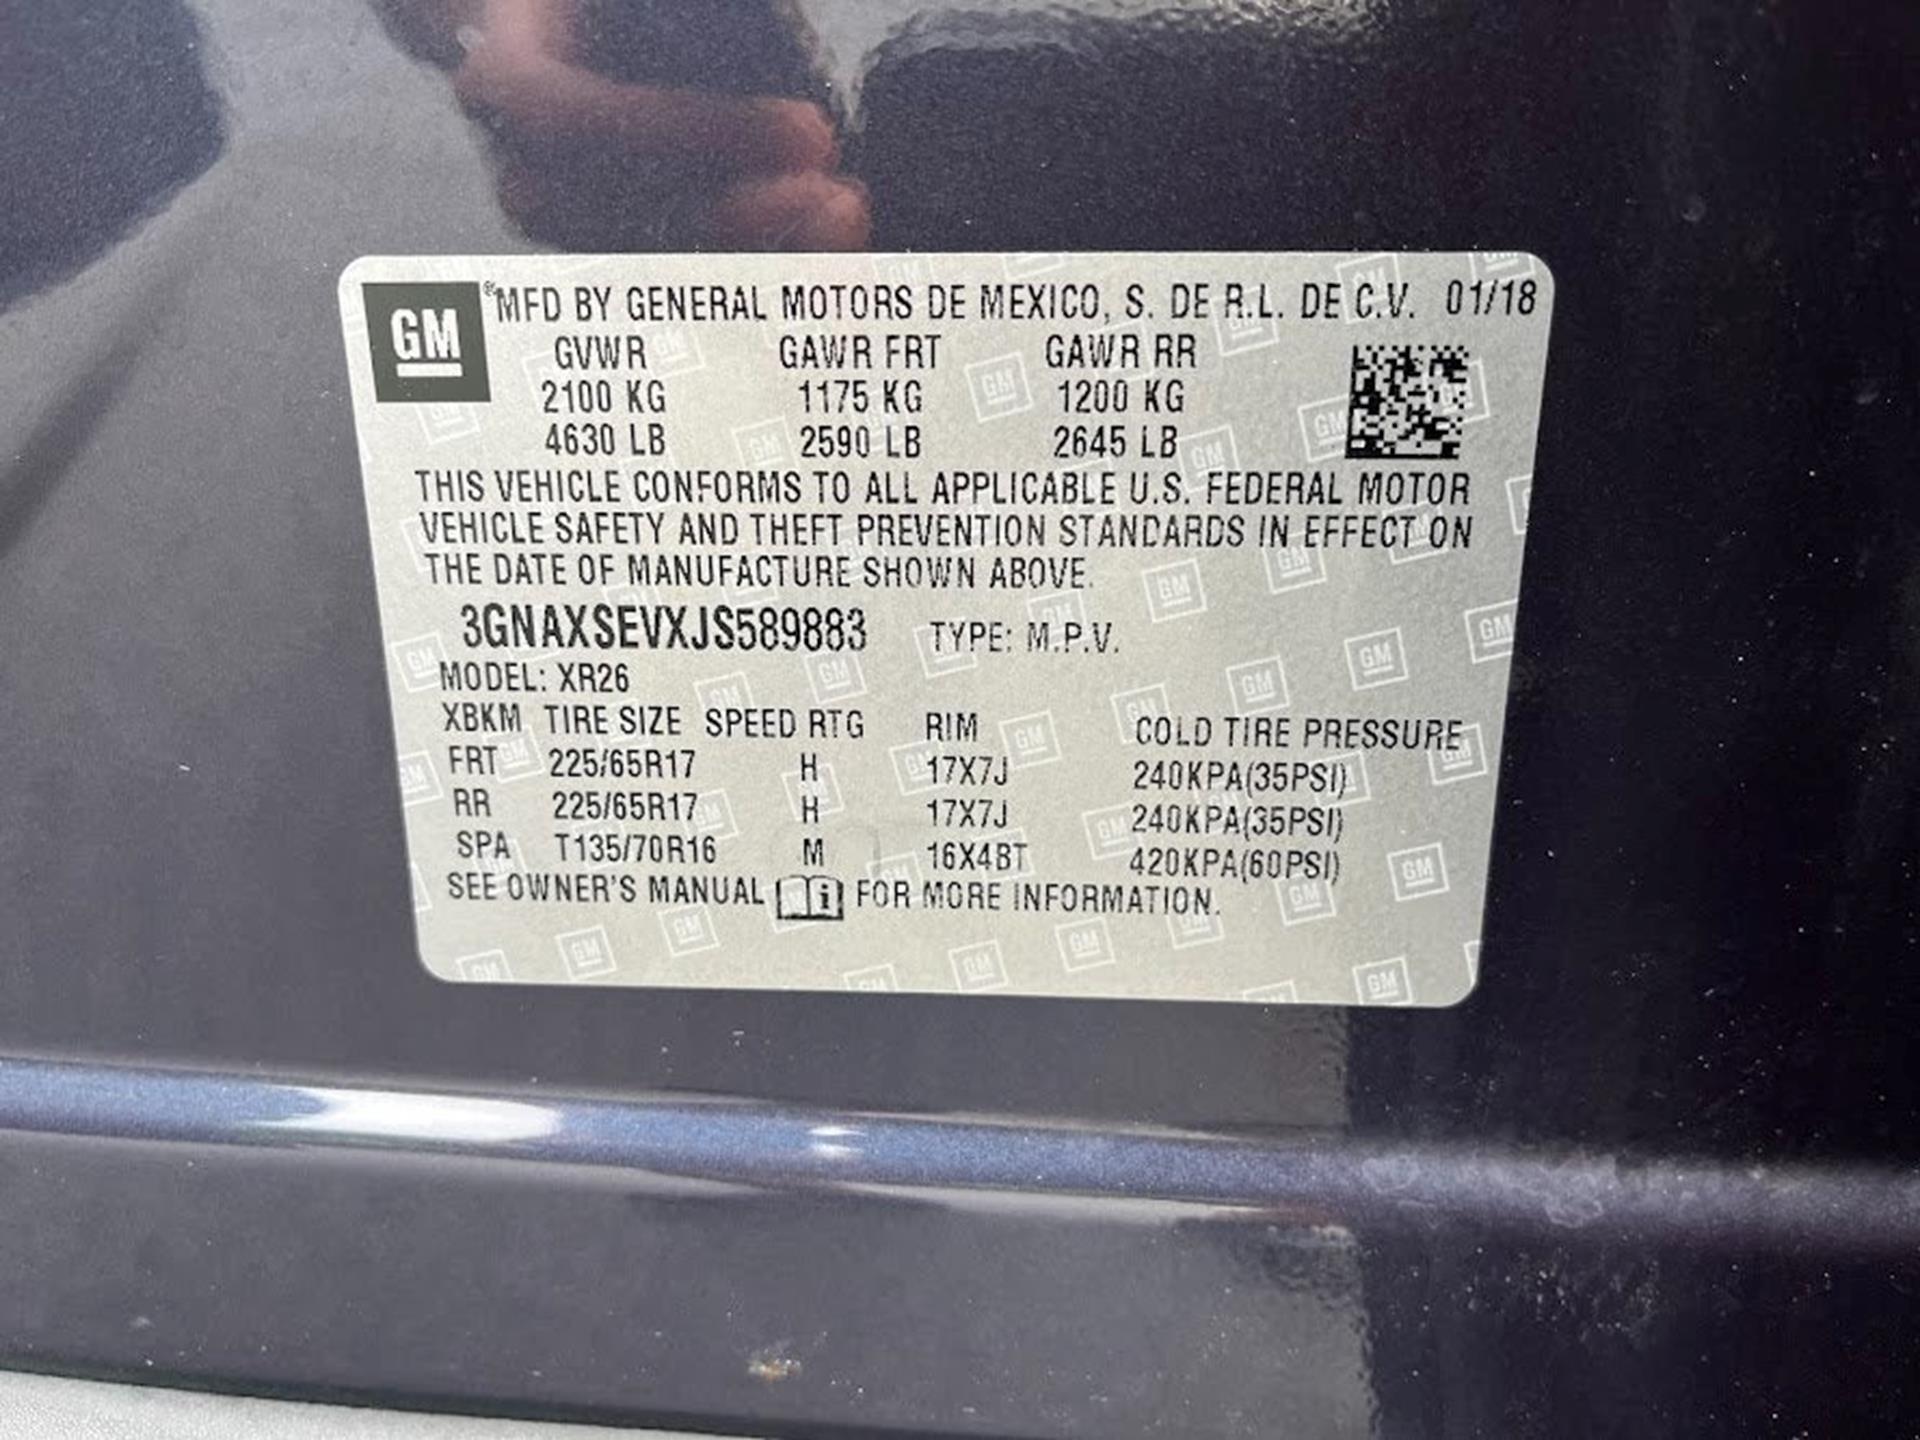 GM ® MFD BY GENERAL MOTORS DE MEXICO, S. DE R.L. DE C.V. 01/18
GVWR GAWR FRT GAWR RR
2100 KG 1175 KG 1200 KG
4630 LB 2590 LB 2645 LB
THIS VEHICLE CONFORMS TO ALL APPLICABLE U.S. FEDERAL MOTOR
VEHICLE SAFETY AND THEFT PREVENTION STANDARDS IN EFFECT ON
THE DATE OF MANUFACTURE SHOWN ABOVE.
3GNAXSEVXJS589883 TYPE: M.P.V.
MODEL: XR26
XBKM TIRE SIZE SPEED RTG RIM COLD TIRE PRESSURE
FRT 225/65R17 H 17X7J 240KPA(35PSI)
RR 225/65R17 H 17X7J 240KPA(35PSI)
SPA T135/70R16 M 16X4BT 420KPA(60PSI)
SEE OWNER'S MANUAL i FOR MORE INFORMATION.